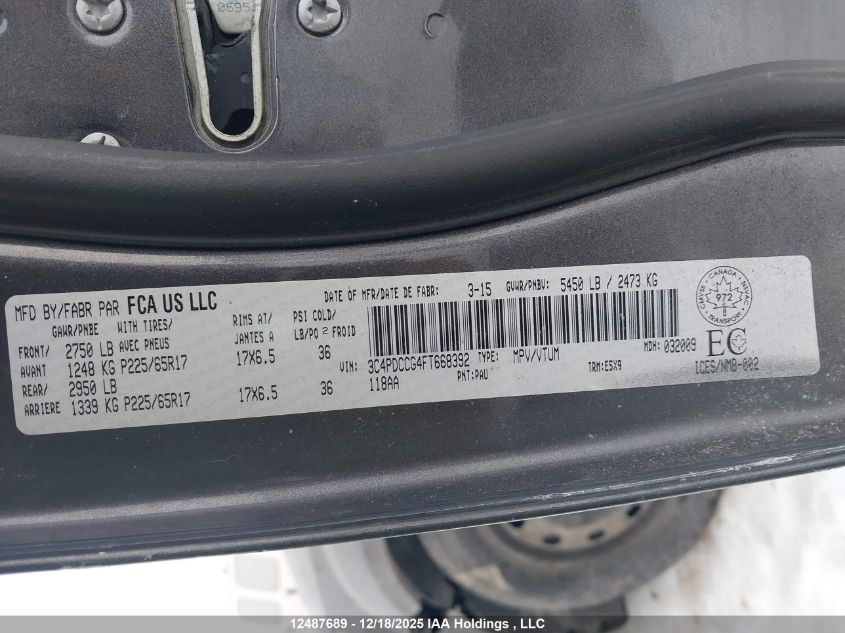 0695
MFD BY/FABR PAR FCA US LLC
DATE OF MFR/DATE DE FABR: 3-15 GVWR/PNBV: 5450 LB / 2473 KG
GAWR/PNBE WITH TIRES/ RIMS AT/ PSI COLD/
AVEC PNEUS JANTES A LB/PO 2 FROID
FRONT/ 2750 LB
AVANT 1248 KG P225/65R17 17X6.5 36
REAR/ 2950 LB
ARRIERE 1339 KG P225/65R17 17X6.5 36
VIN: 3C4PDCCG4FT668392 TYPE: MPV/VTUM MDH: 032009
118AA PNT:PAU TRM:ESX9
CANADA
972
TRANSPORT
CMVSS
NSVAC
EC
ICES/NMB-002
12487689 - 12/18/2025 IAA Holdings , LLC